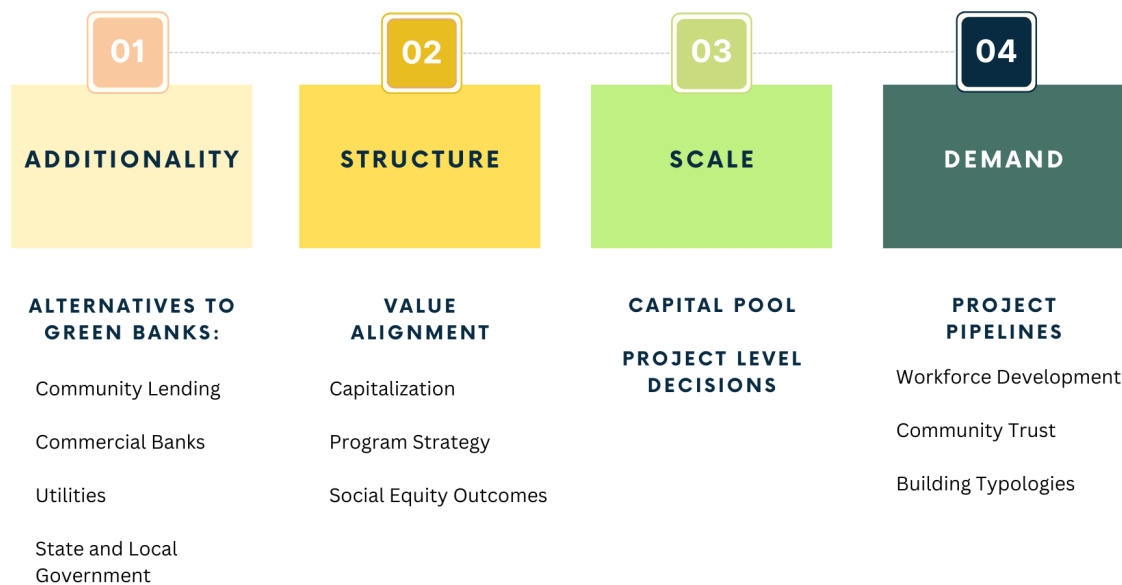 01
02
03
04
ADDITIONALITY
STRUCTURE
SCALE
DEMAND
ALTERNATIVES TO
GREEN BANKS:
Community Lending
Commercial Banks
Utilities
State and Local
Government
VALUE
ALIGNMENT
Capitalization
Program Strategy
Social Equity Outcomes
CAPITAL POOL
PROJECT LEVEL
DECISIONS
PROJECT
PIPELINES
Workforce Development
Community Trust
Building Typologies